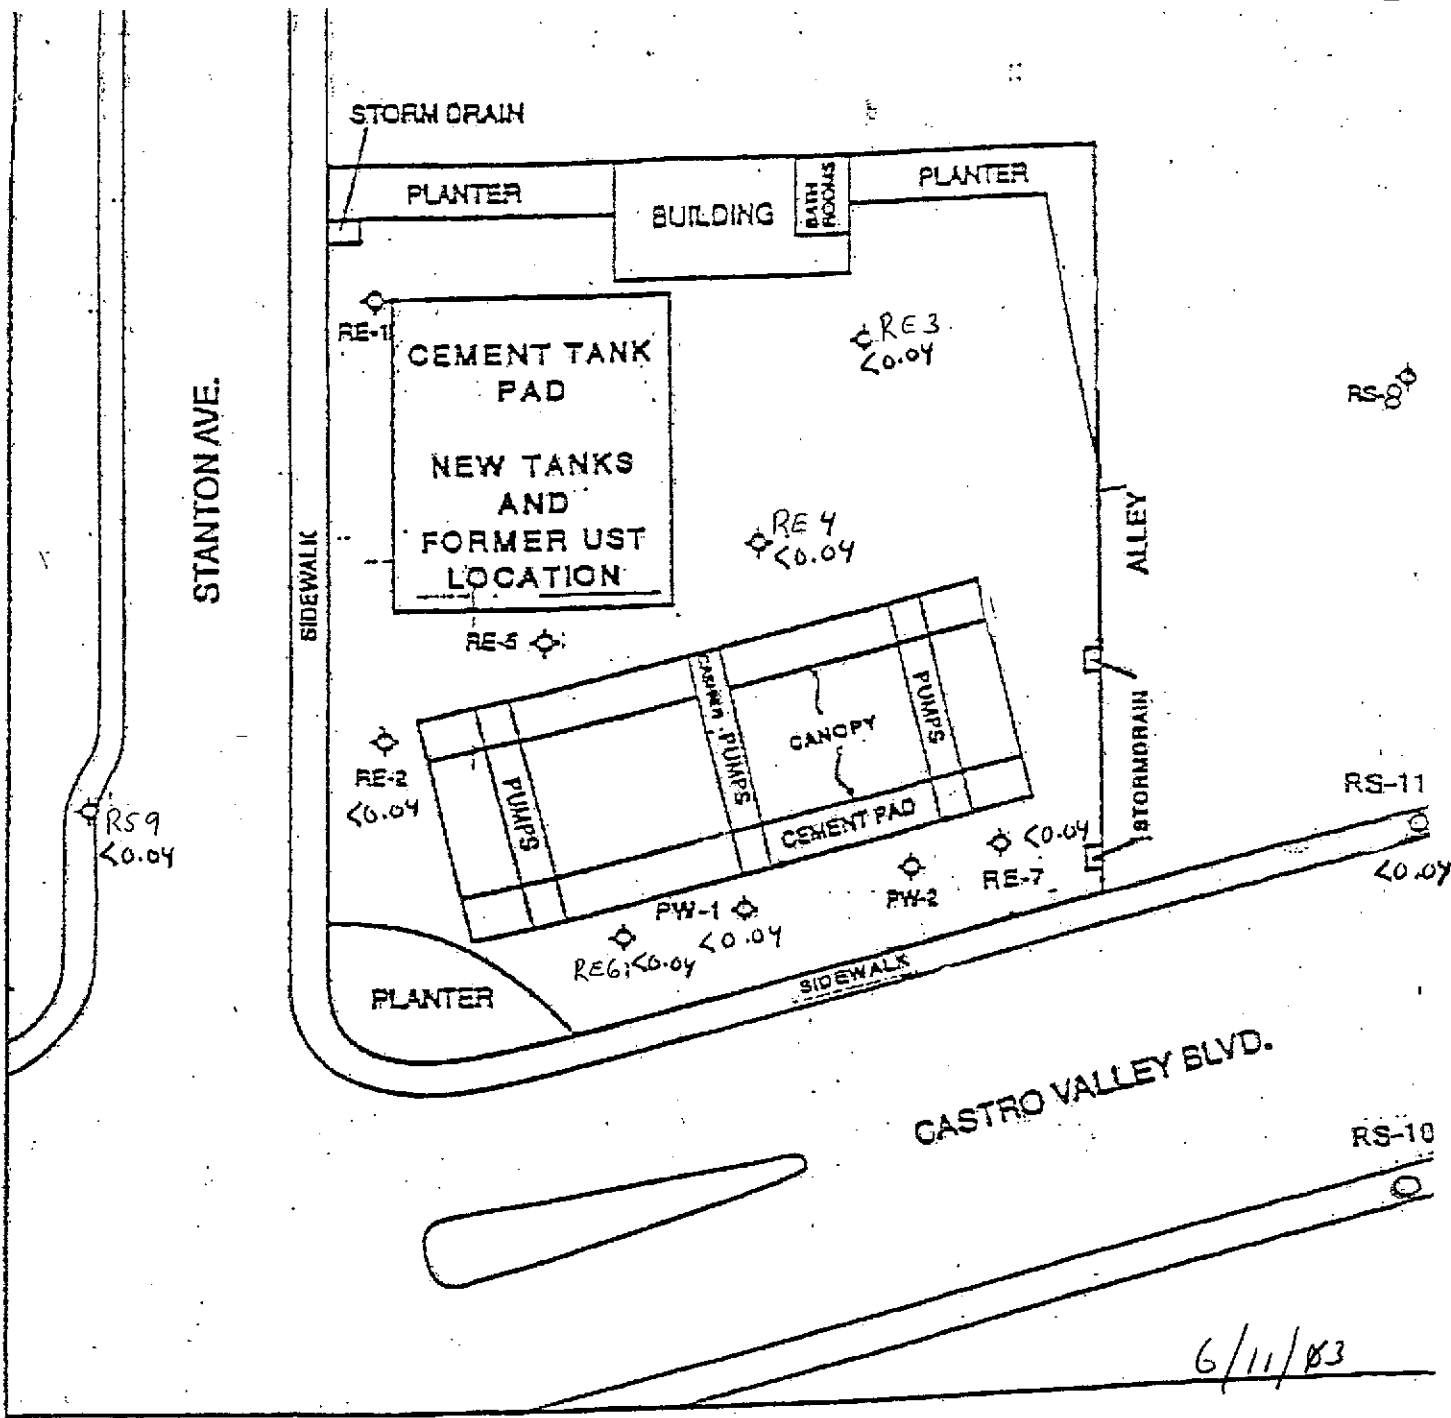 STORM DRAIN
PLANTER
BUILDING
BATH
ROOMS
PLANTER
RE-1
CEMENT TANK
PAD
NEW TANKS
AND
FORMER UST
LOCATION
RE3
<0.04
RS-8
STANTON AVE.
SIDEWALK
RE4
<0.04
ALLEY
RE-5
PUMPS
PUMPS
PUMPS
CANOPY
CEMENT PAD
STORMDRAIN
RE-2
<0.04
RS9
<0.04
RS-11
<0.04
<0.04
RE-7
PW-2
PW-1
<0.04
RE6
<0.04
SIDEWALK
PLANTER
CASTRO VALLEY BLVD.
RS-10
6/11/03